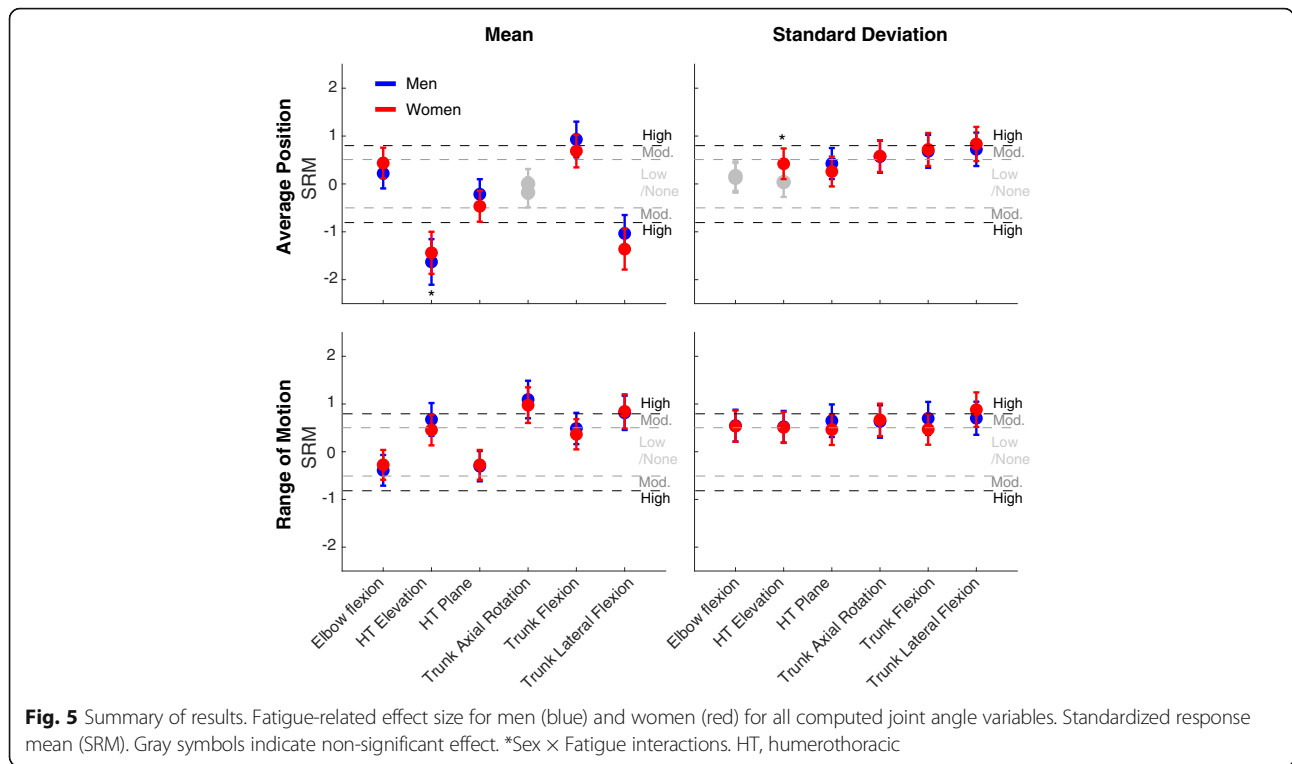 Mean
Standard Deviation
Average Position
SRM
2
1
0
-1
-2
Men
Women
*
High
Mod.
Low
/None
Mod.
High
*
High
Mod.
Low
/None
Mod.
High
Range of Motion
SRM
2
1
0
-1
-2
High
Mod.
Low
/None
Mod.
High
High
Mod.
Low
/None
Mod.
High
Elbow flexion
HT Elevation
HT Plane
Trunk Axial Rotation
Trunk Flexion
Trunk Lateral Flexion
Elbow flexion
HT Elevation
HT Plane
Trunk Axial Rotation
Trunk Flexion
Trunk Lateral Flexion
Fig. 5 Summary of results. Fatigue-related effect size for men (blue) and women (red) for all computed joint angle variables. Standardized response
mean (SRM). Gray symbols indicate non-significant effect. *Sex × Fatigue interactions. HT, humerothoracic